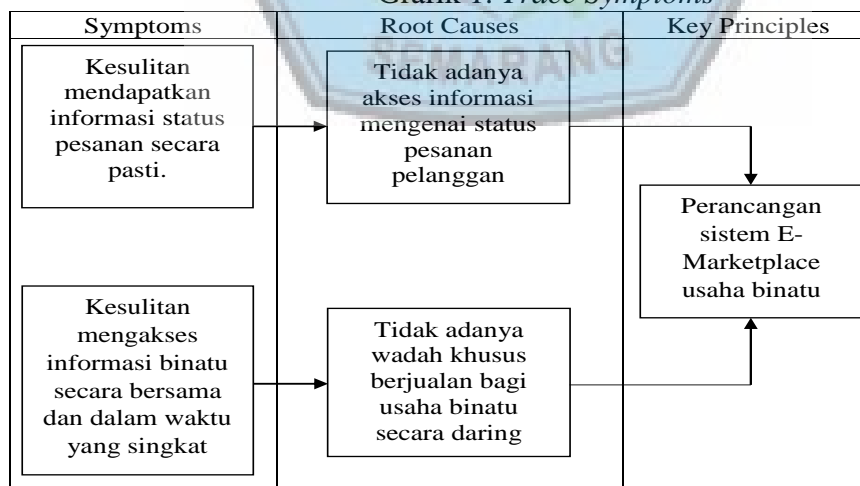 Grafik 1. Trace Symptoms
Symptoms
Root Causes
Key Principles
Kesulitan
mendapatkan
informasi status
pesanan secara
pasti.
Tidak adanya
akses informasi
mengenai status
pesanan
pelanggan
Perancangan
sistem E-
Marketplace
usaha binatu
Kesulitan
mengakses
informasi binatu
secara bersama
dan dalam waktu
yang singkat
Tidak adanya
wadah khusus
berjualan bagi
usaha binatu
secara daring
SEMARANG